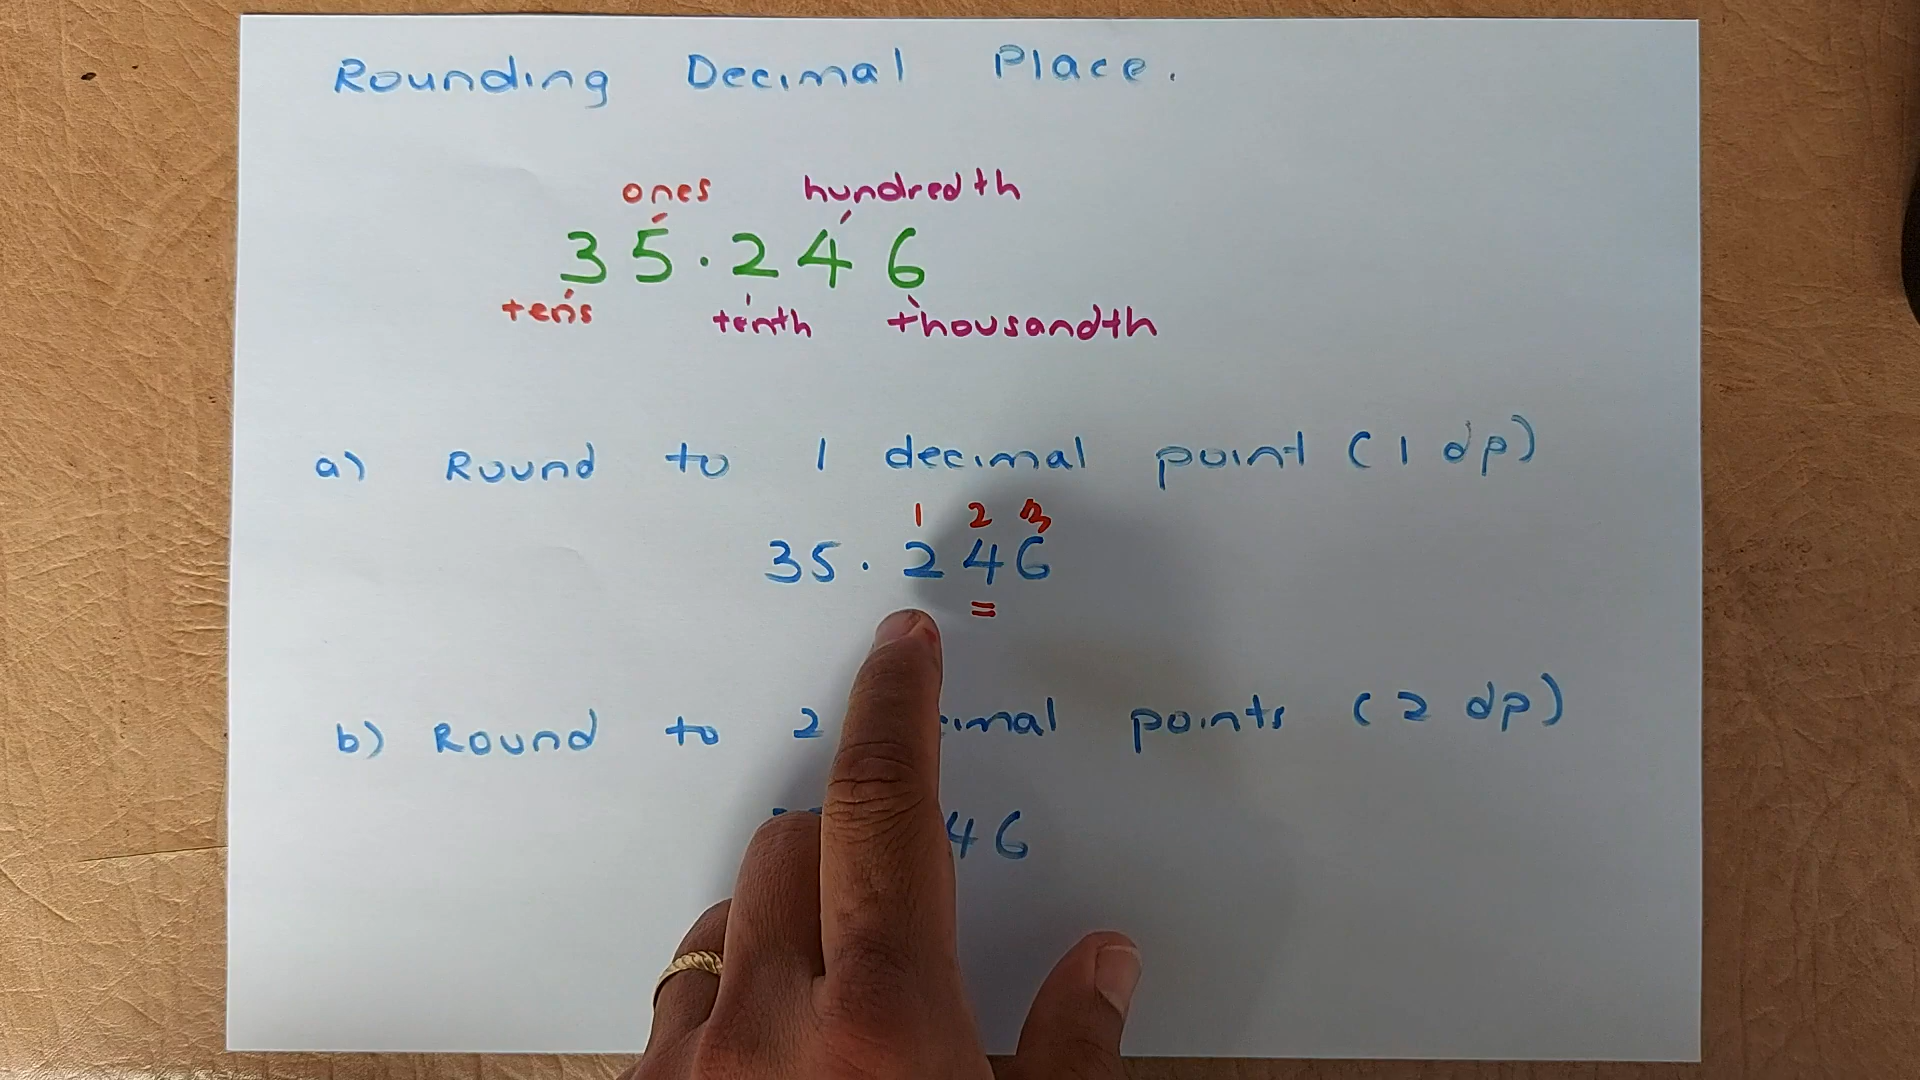 Rounding Decimal Place.
ones hundredth
35.246
tens tenth thousandth
a) Round to 1 decimal point (1 dp)
1 2 3
35.246
=
b) Round to 2 imal points (2 dp)
46